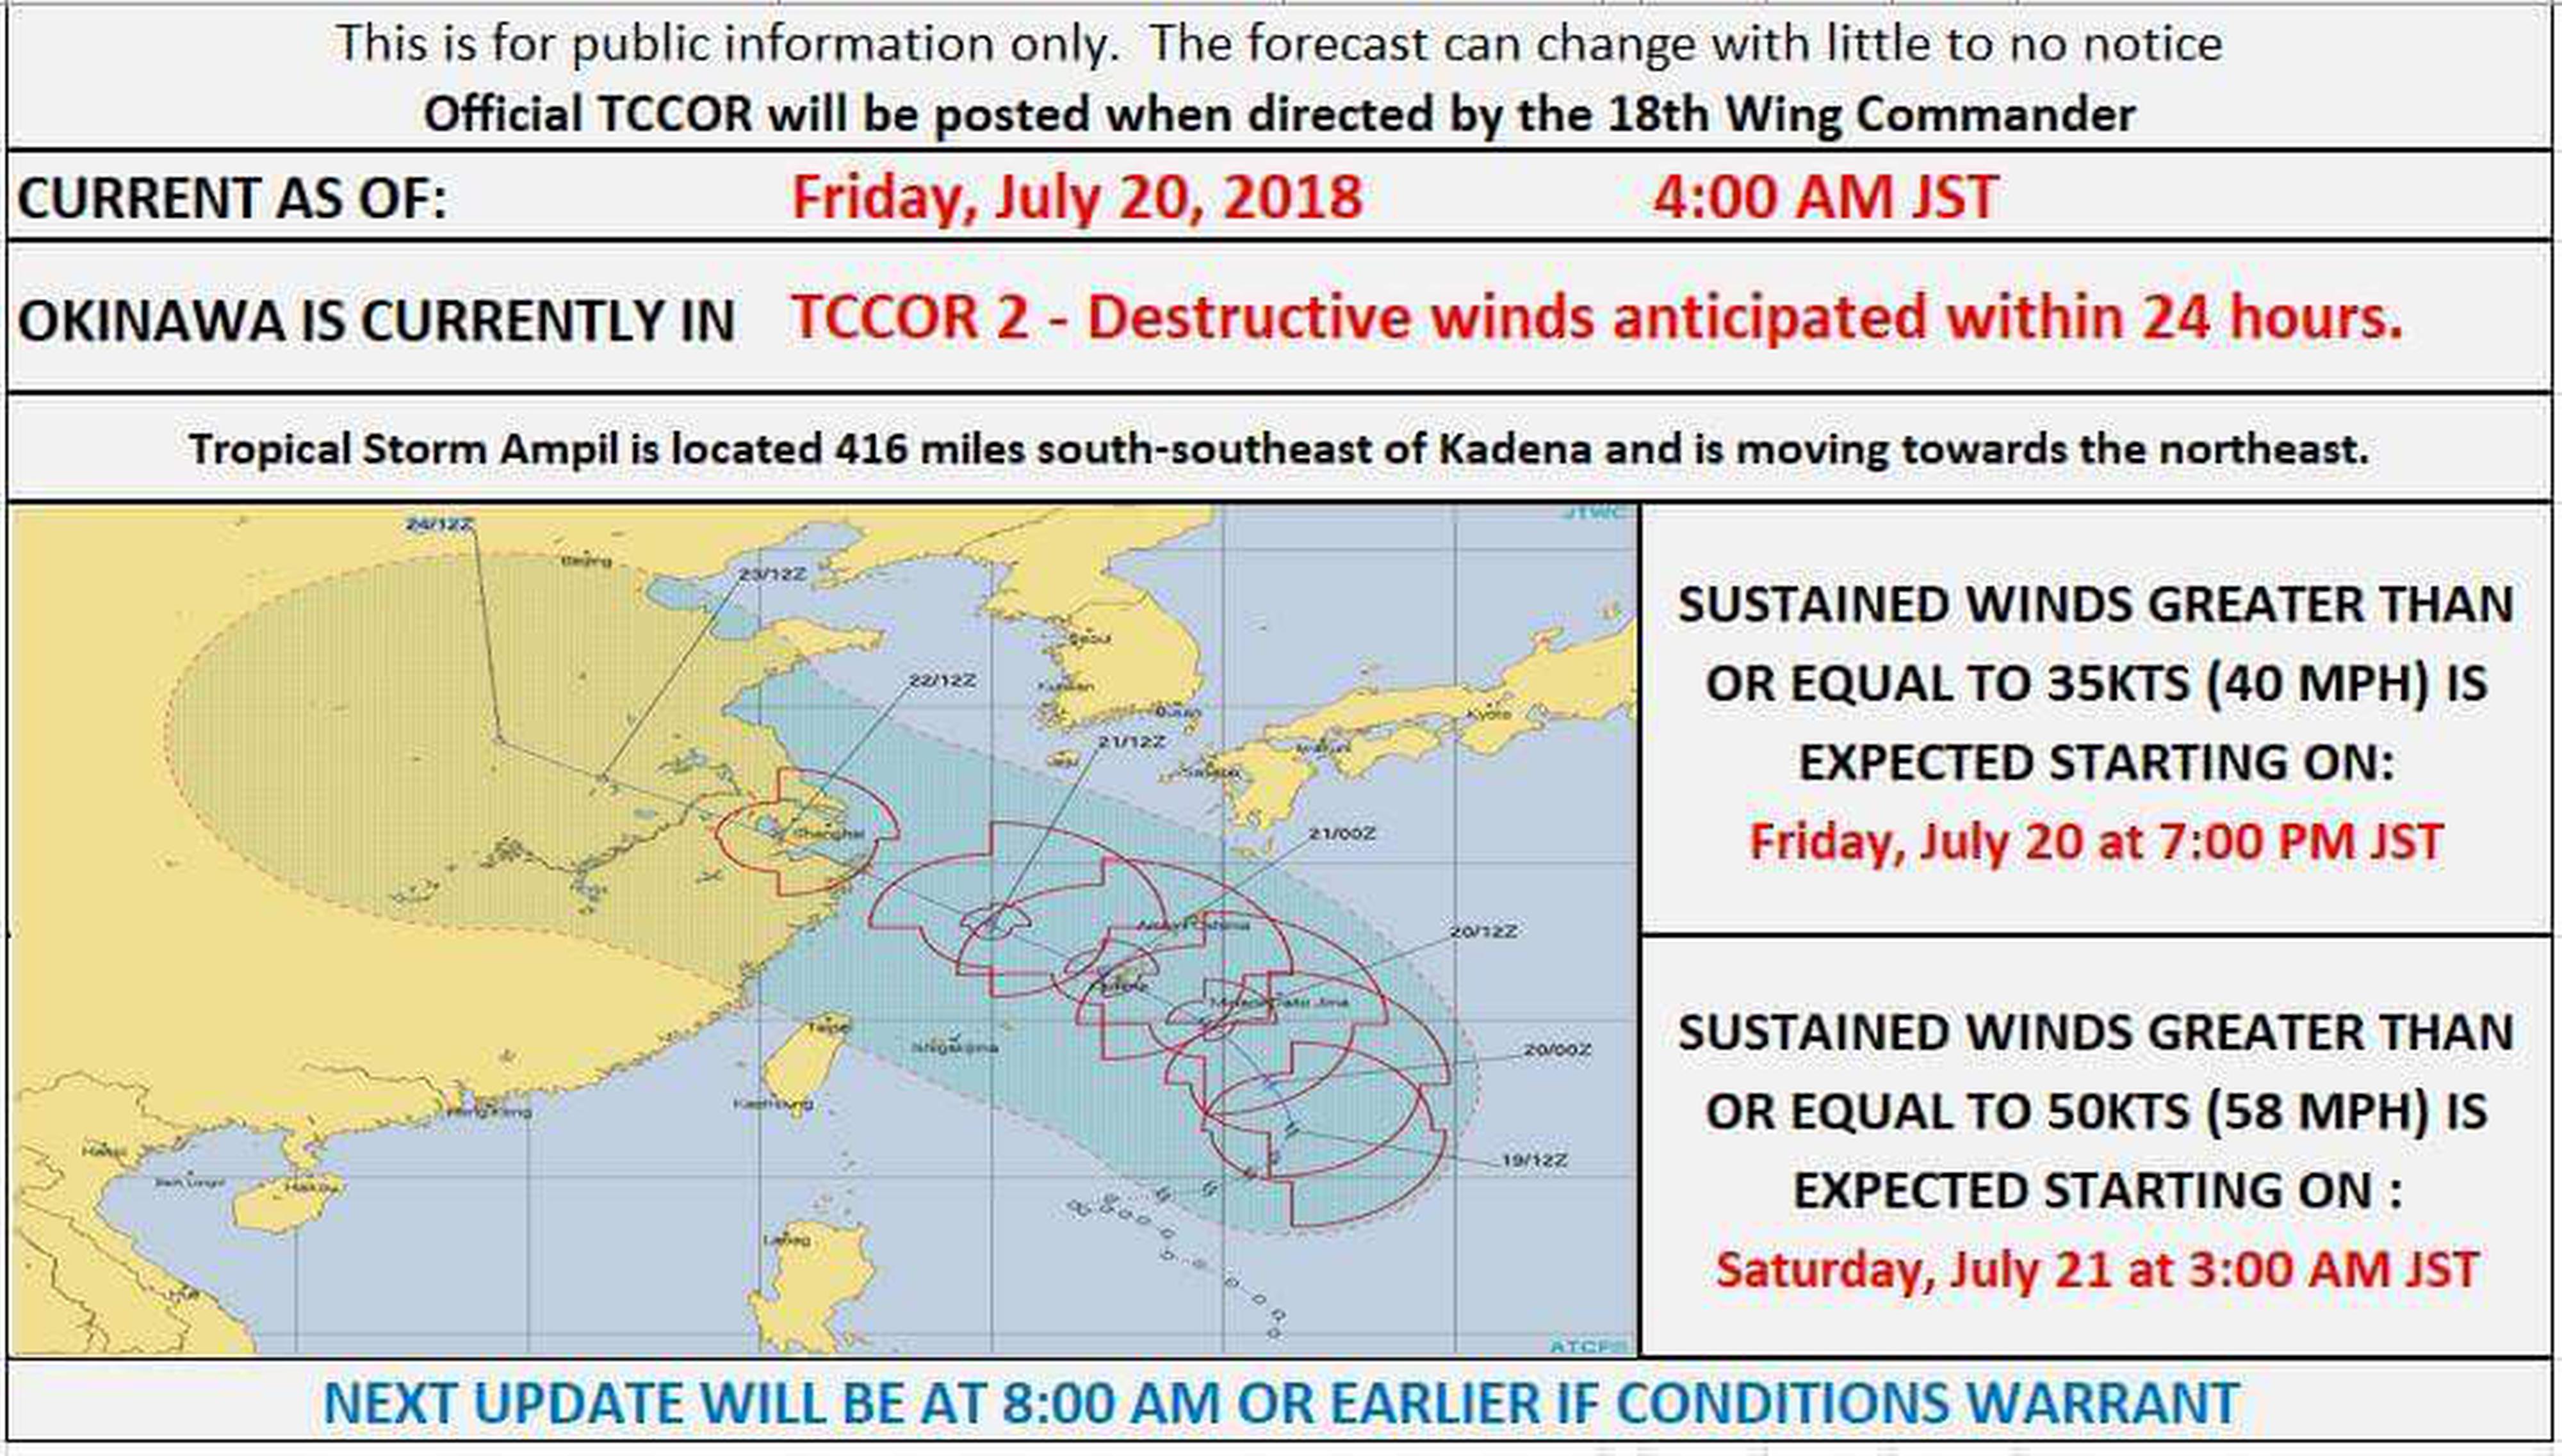 This is for public information only.  The forecast can change with little to no notice
Official TCCOR will be posted when directed by the 18th Wing Commander
CURRENT AS OF: Friday, July 20, 2018 4:00 AM JST
OKINAWA IS CURRENTLY IN TCCOR 2 - Destructive winds anticipated within 24 hours.
Tropical Storm Ampil is located 416 miles south-southeast of Kadena and is moving towards the northeast.
JTWC
24/12Z
Beijing
23/12Z
Seoul
22/12Z
Kunsan
Busan
Kyoto
21/12Z
Iwakuni
Jeju
Sasebo
Shanghai
21/00Z
20/12Z
Ishigakijima
Taipei
20/00Z
Kaohsiung
Hong Kong
Hanoi
19/12Z
Haikou
Laoag
Hue
ATCF®
SUSTAINED WINDS GREATER THAN
OR EQUAL TO 35KTS (40 MPH) IS
EXPECTED STARTING ON:
Friday, July 20 at 7:00 PM JST
SUSTAINED WINDS GREATER THAN
OR EQUAL TO 50KTS (58 MPH) IS
EXPECTED STARTING ON :
Saturday, July 21 at 3:00 AM JST
NEXT UPDATE WILL BE AT 8:00 AM OR EARLIER IF CONDITIONS WARRANT